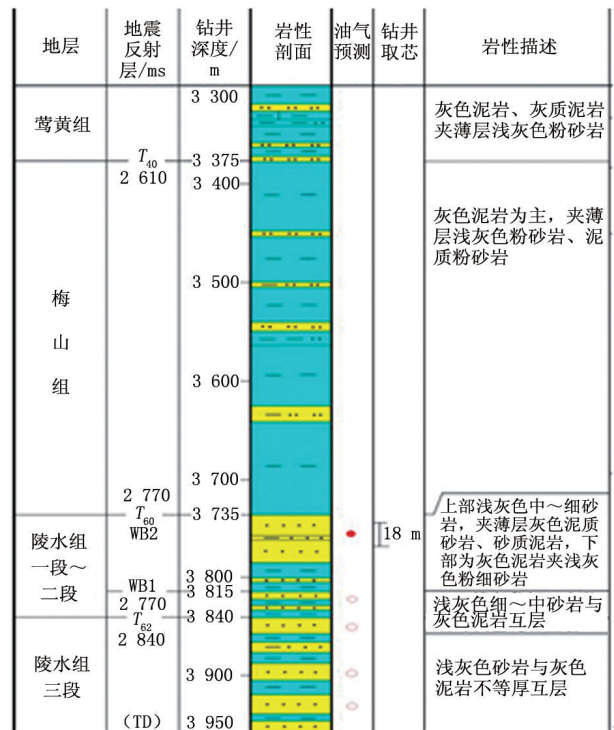 地层
地震
反射
层/ms
钻井
深度/
m
岩性
剖面
油气
预测
钻井
取芯
岩性描述
莺黄组
梅
山
组
陵水组
一段～
二段
陵水组
三段
T40
2 610
2 770
T60
WB2
WB1
2 770
T62
2 840
(TD)
3 300
3 375
3 400
3 500
3 600
3 700
3 735
3 800
3 815
3 840
3 900
3 950
18 m
灰色泥岩、灰质泥岩
夹薄层浅灰色粉砂岩
灰色泥岩为主，夹薄
层浅灰色粉砂岩、泥
质粉砂岩
上部浅灰色中～细砂
岩，夹薄层灰色泥质
砂岩、砂质泥岩，下
部为灰色泥岩夹浅灰
色粉细砂岩
浅灰色细～中砂岩与
灰色泥岩互层
浅灰色砂岩与灰色
泥岩不等厚互层